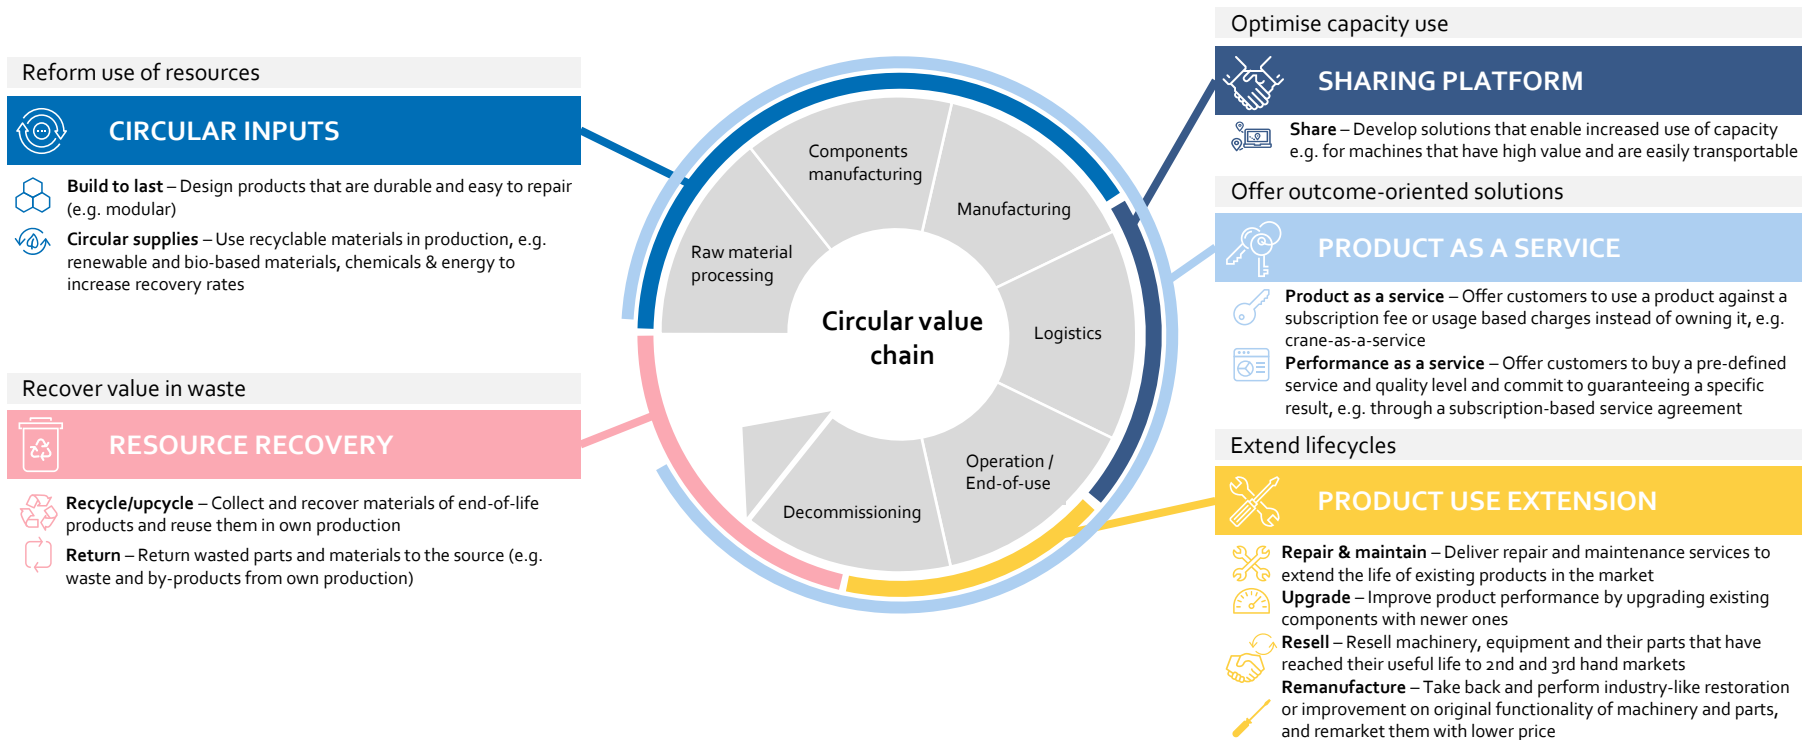 Reform use of resources
CIRCULAR INPUTS
Build to last – Design products that are durable and easy to repair
(e.g. modular)
Circular supplies – Use recyclable materials in production, e.g.
renewable and bio-based materials, chemicals & energy to
increase recovery rates
Recover value in waste
RESOURCE RECOVERY
Recycle/upcycle – Collect and recover materials of end-of-life
products and reuse them in own production
Return – Return wasted parts and materials to the source (e.g.
waste and by-products from own production)
Components
manufacturing
Manufacturing
Raw material
processing
Circular value
chain
Logistics
Operation /
End-of-use
Decommissioning
Optimise capacity use
SHARING PLATFORM
Share – Develop solutions that enable increased use of capacity
e.g. for machines that have high value and are easily transportable
Offer outcome-oriented solutions
PRODUCT AS A SERVICE
Product as a service – Offer customers to use a product against a
subscription fee or usage based charges instead of owning it, e.g.
crane-as-a-service
Performance as a service – Offer customers to buy a pre-defined
service and quality level and commit to guaranteeing a specific
result, e.g. through a subscription-based service agreement
Extend lifecycles
PRODUCT USE EXTENSION
Repair & maintain – Deliver repair and maintenance services to
extend the life of existing products in the market
Upgrade – Improve product performance by upgrading existing
components with newer ones
Resell – Resell machinery, equipment and their parts that have
reached their useful life to 2nd and 3rd hand markets
Remanufacture – Take back and perform industry-like restoration
or improvement on original functionality of machinery and parts,
and remarket them with lower price